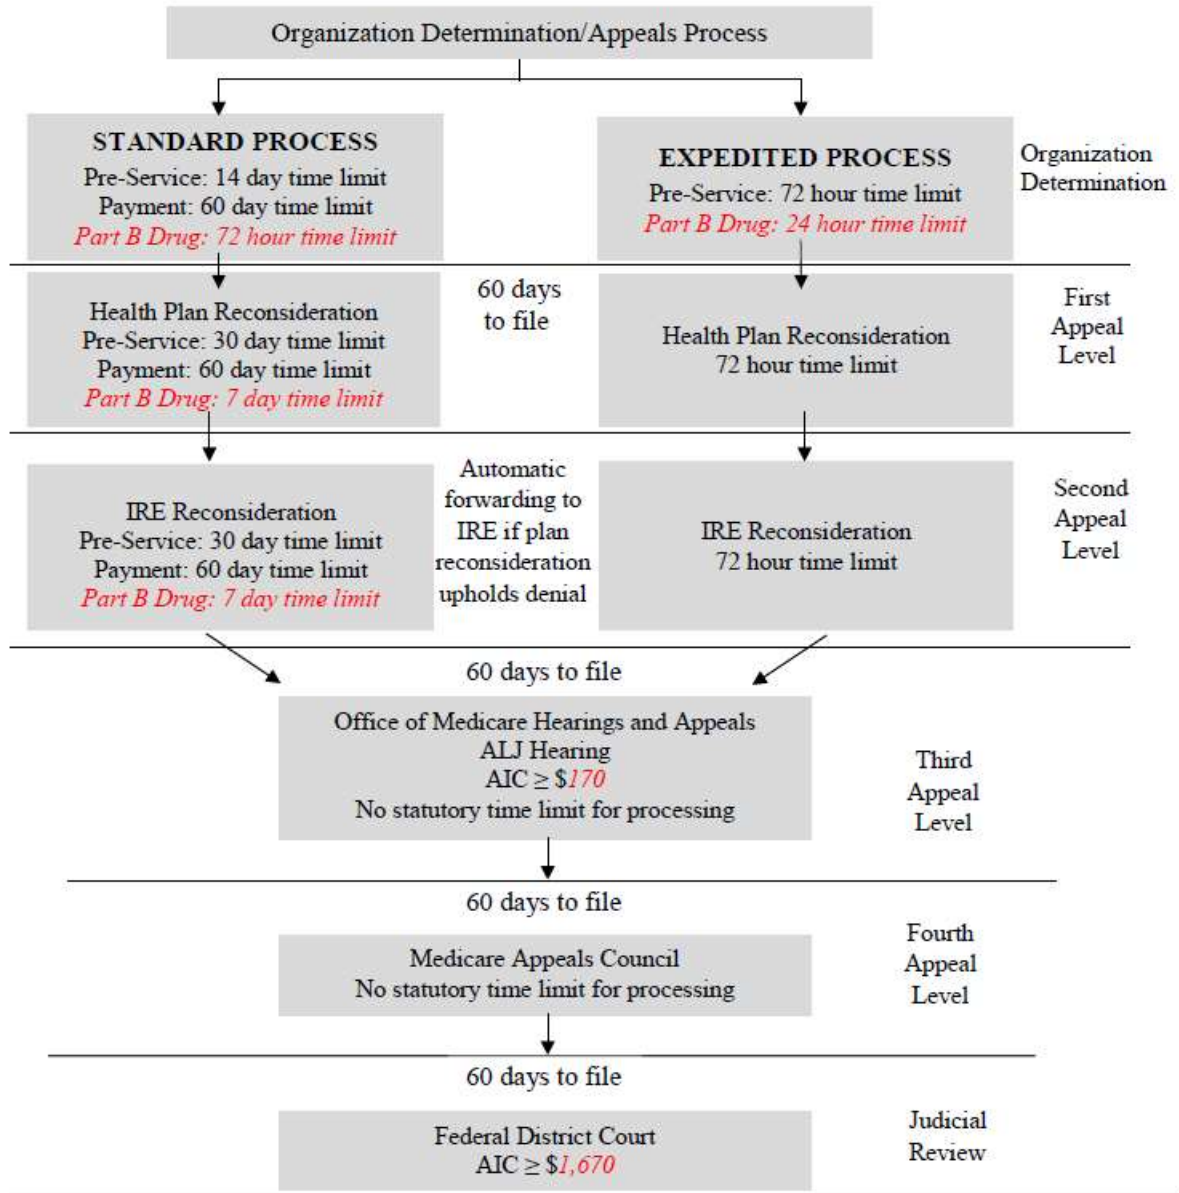 Organization Determination/Appeals Process
STANDARD PROCESS
Pre-Service: 14 day time limit
Payment: 60 day time limit
Part B Drug: 72 hour time limit
EXPEDITED PROCESS
Pre-Service: 72 hour time limit
Part B Drug: 24 hour time limit
Organization
Determination
Health Plan Reconsideration
Pre-Service: 30 day time limit
Payment: 60 day time limit
Part B Drug: 7 day time limit
60 days
to file
Health Plan Reconsideration
72 hour time limit
First
Appeal
Level
IRE Reconsideration
Pre-Service: 30 day time limit
Payment: 60 day time limit
Part B Drug: 7 day time limit
Automatic
forwarding to
IRE if plan
reconsideration
upholds denial
IRE Reconsideration
72 hour time limit
Second
Appeal
Level
60 days to file
Office of Medicare Hearings and Appeals
ALJ Hearing
AIC ≥ $170
No statutory time limit for processing
Third
Appeal
Level
60 days to file
Medicare Appeals Council
No statutory time limit for processing
Fourth
Appeal
Level
60 days to file
Federal District Court
AIC ≥ $1,670
Judicial
Review